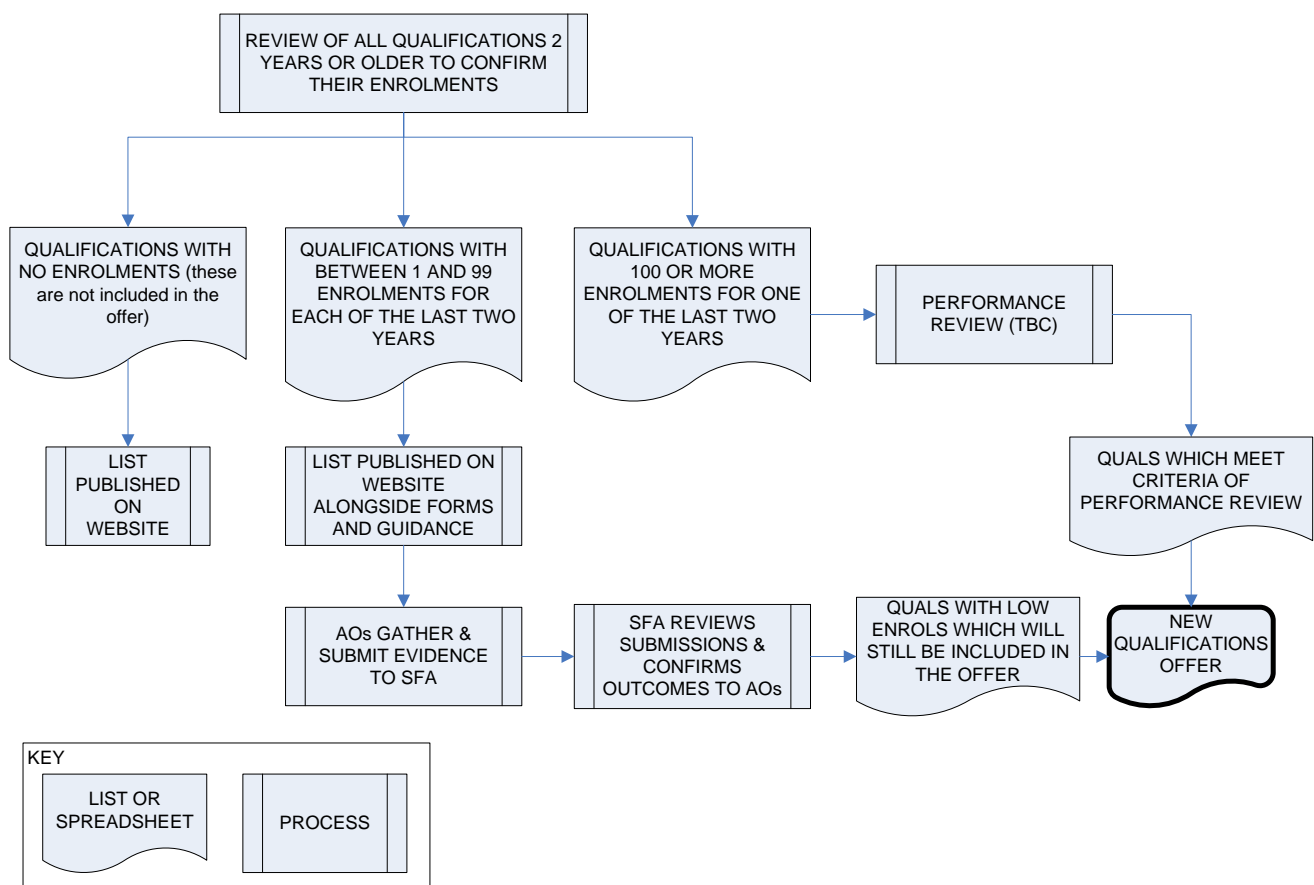 REVIEW OF ALL QUALIFICATIONS 2
YEARS OR OLDER TO CONFIRM
THEIR ENROLMENTS
QUALIFICATIONS WITH
NO ENROLMENTS (these
are not included in the
offer)
QUALIFICATIONS WITH
BETWEEN 1 AND 99
ENROLMENTS FOR
EACH OF THE LAST TWO
YEARS
QUALIFICATIONS WITH
100 OR MORE
ENROLMENTS FOR ONE
OF THE LAST TWO
YEARS
PERFORMANCE
REVIEW (TBC)
LIST
PUBLISHED
ON
WEBSITE
LIST PUBLISHED ON
WEBSITE
ALONGSIDE FORMS
AND GUIDANCE
QUALS WHICH MEET
CRITERIA OF
PERFORMANCE REVIEW
AOs GATHER &
SUBMIT EVIDENCE
TO SFA
SFA REVIEWS
SUBMISSIONS &
CONFIRMS
OUTCOMES TO AOs
QUALS WITH LOW
ENROLS WHICH WILL
STILL BE INCLUDED IN
THE OFFER
NEW
QUALIFICATIONS
OFFER
KEY
LIST OR
SPREADSHEET
PROCESS